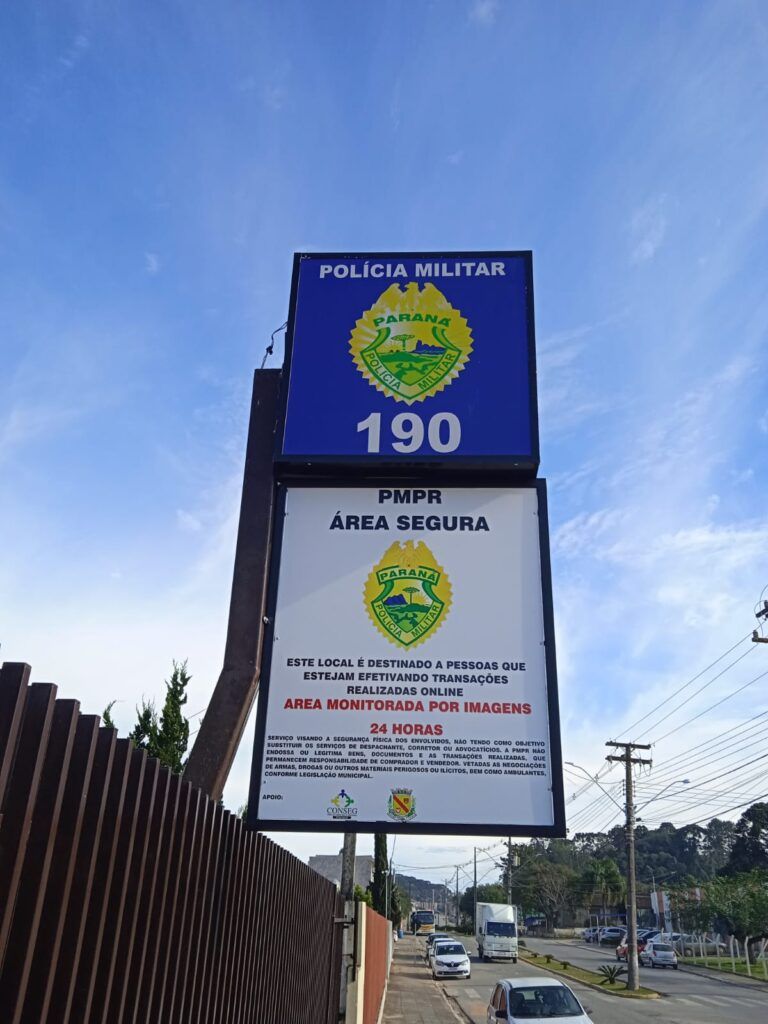 POLÍCIA MILITAR
PARANÁ
POLÍCIA MILITAR
190
PMPR
ÁREA SEGURA
PARANÁ
POLÍCIA MILITAR
ESTE LOCAL É DESTINADO A PESSOAS QUE
ESTEJAM EFETIVANDO TRANSAÇÕES
REALIZADAS ONLINE
AREA MONITORADA POR IMAGENS
24 HORAS
SERVIÇO VISANDO A SEGURANÇA FÍSICA DOS ENVOLVIDOS, NÃO TENDO COMO OBJETIVO
SUBSTITUIR OS SERVIÇOS DE DESPACHANTE, CORRETOR OU ADVOCATÍCIOS. A PMPR NÃO
ENDOSSA OU LEGITIMA BENS, DOCUMENTOS E AS TRANSAÇÕES REALIZADAS, QUE
PERMANECEM RESPONSABILIDADE DE COMPRADOR E VENDEDOR. VETADAS AS NEGOCIAÇÕES
DE ARMAS, DROGAS OU OUTROS MATERIAIS PERIGOSOS OU ILÍCITOS, BEM COMO AMBULANTES,
CONFORME LEGISLAÇÃO MUNICIPAL.
APOIO:
CONSEG